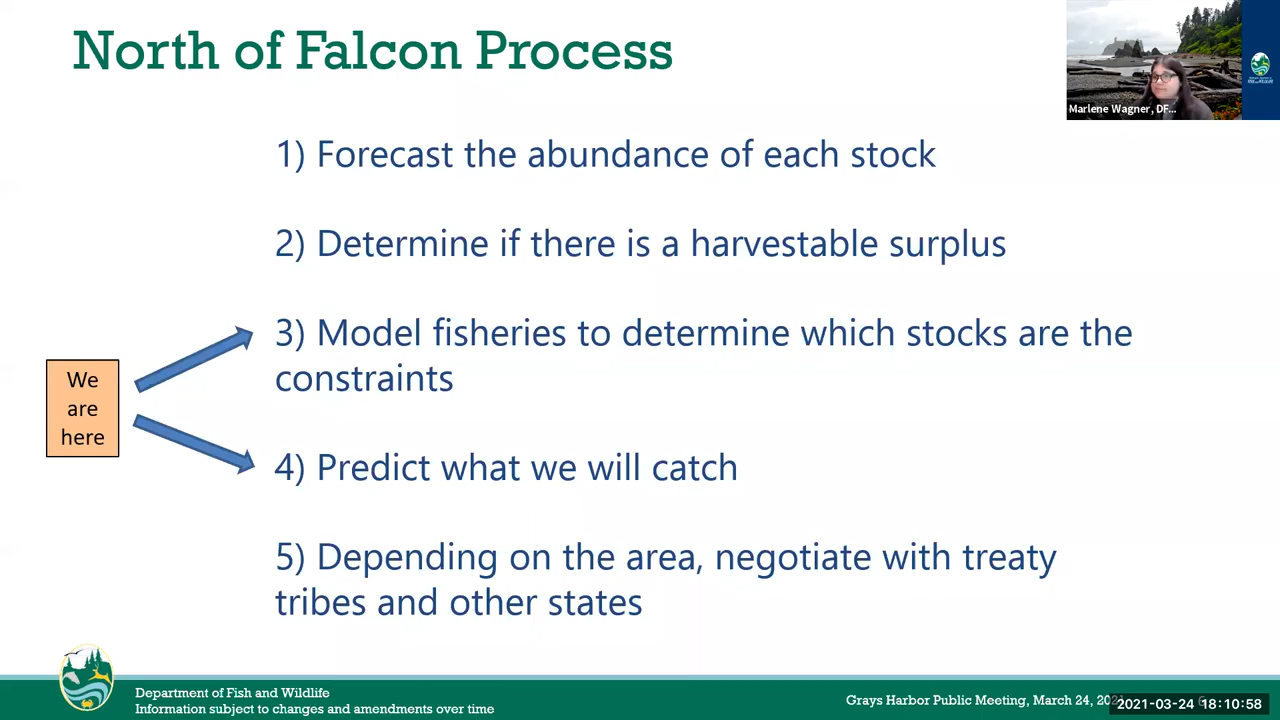 North of Falcon Process
Marlene Wagner, DF...
1) Forecast the abundance of each stock
2) Determine if there is a harvestable surplus
3) Model fisheries to determine which stocks are the
constraints
We
are
here
4) Predict what we will catch
5) Depending on the area, negotiate with treaty
tribes and other states
Department of Fish and Wildlife
Information subject to changes and amendments over time
Grays Harbor Public Meeting, March 24, 202
2021-03-24 18:10:58